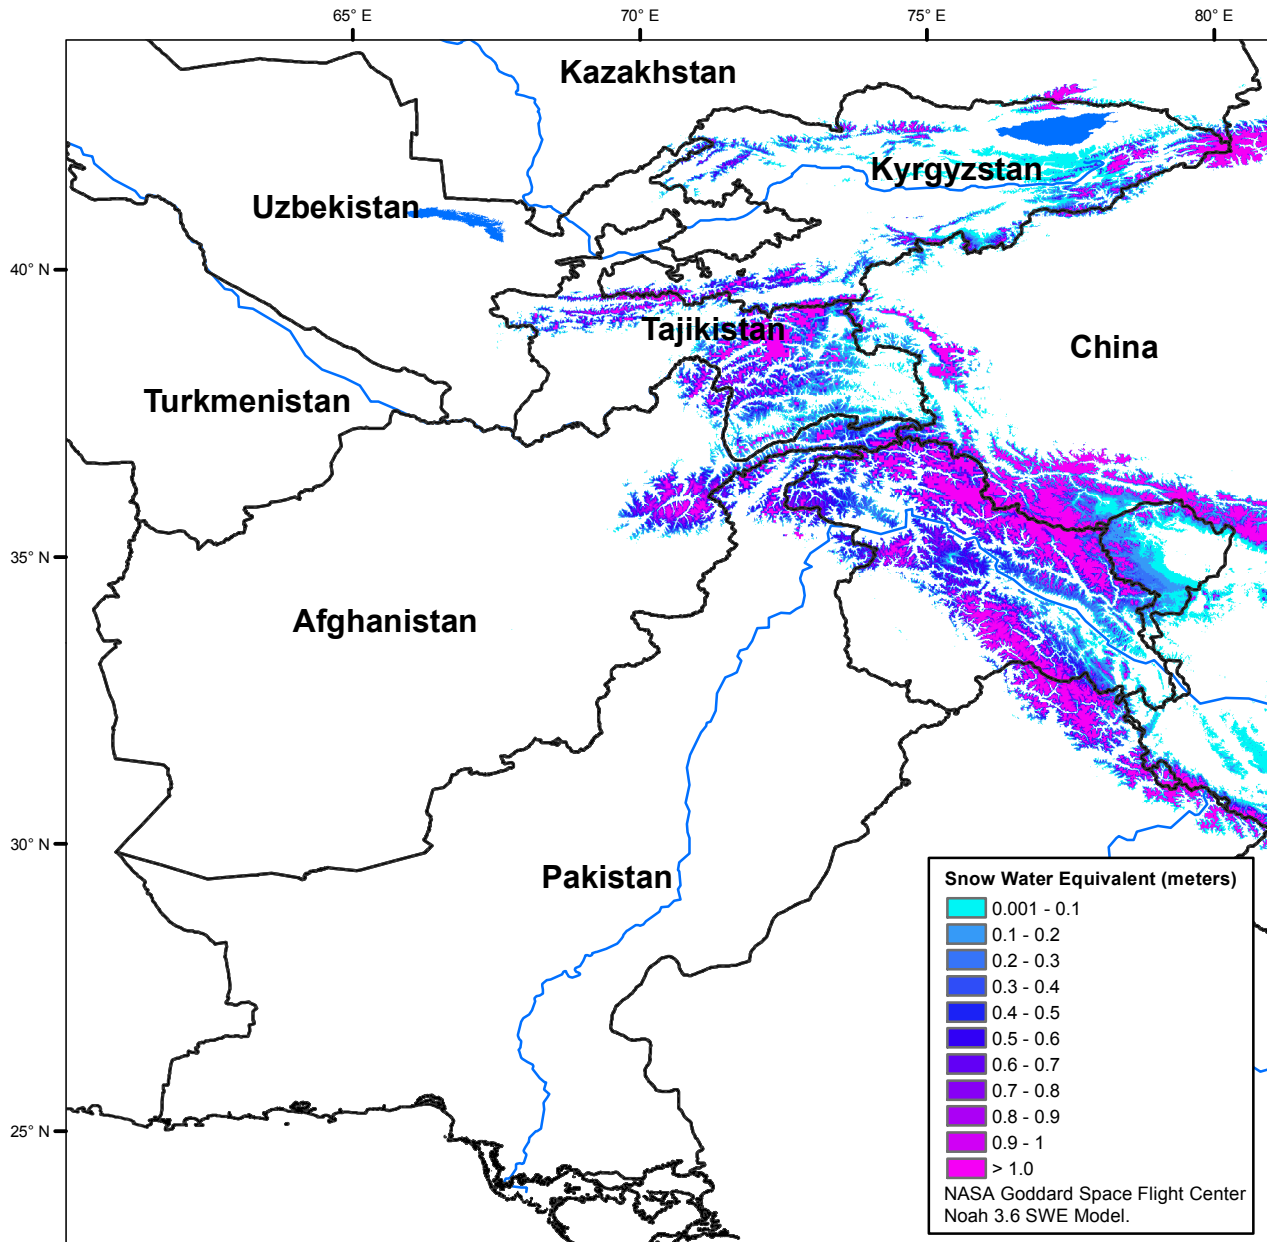 65° E
70° E
75° E
80° E
Kazakhstan
Kyrgyzstan
Uzbekistan
40° N
Tajikistan
China
Turkmenistan
35° N
Afghanistan
30° N
Pakistan
25° N
Snow Water Equivalent (meters)
0.001 - 0.1
0.1 - 0.2
0.2 - 0.3
0.3 - 0.4
0.4 - 0.5
0.5 - 0.6
0.6 - 0.7
0.7 - 0.8
0.8 - 0.9
0.9 - 1
> 1.0
NASA Goddard Space Flight Center
Noah 3.6 SWE Model.